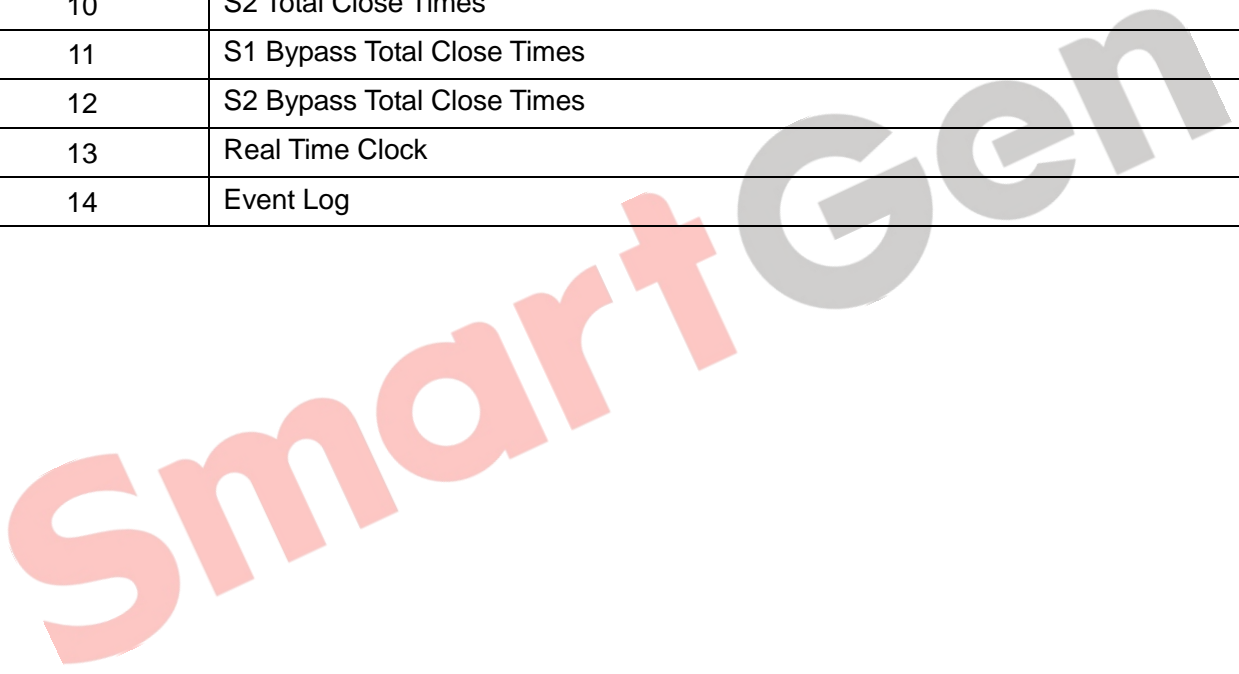 10 S2 Total Close Times
11 S1 Bypass Total Close Times
12 S2 Bypass Total Close Times
13 Real Time Clock
14 Event Log
SmartGen